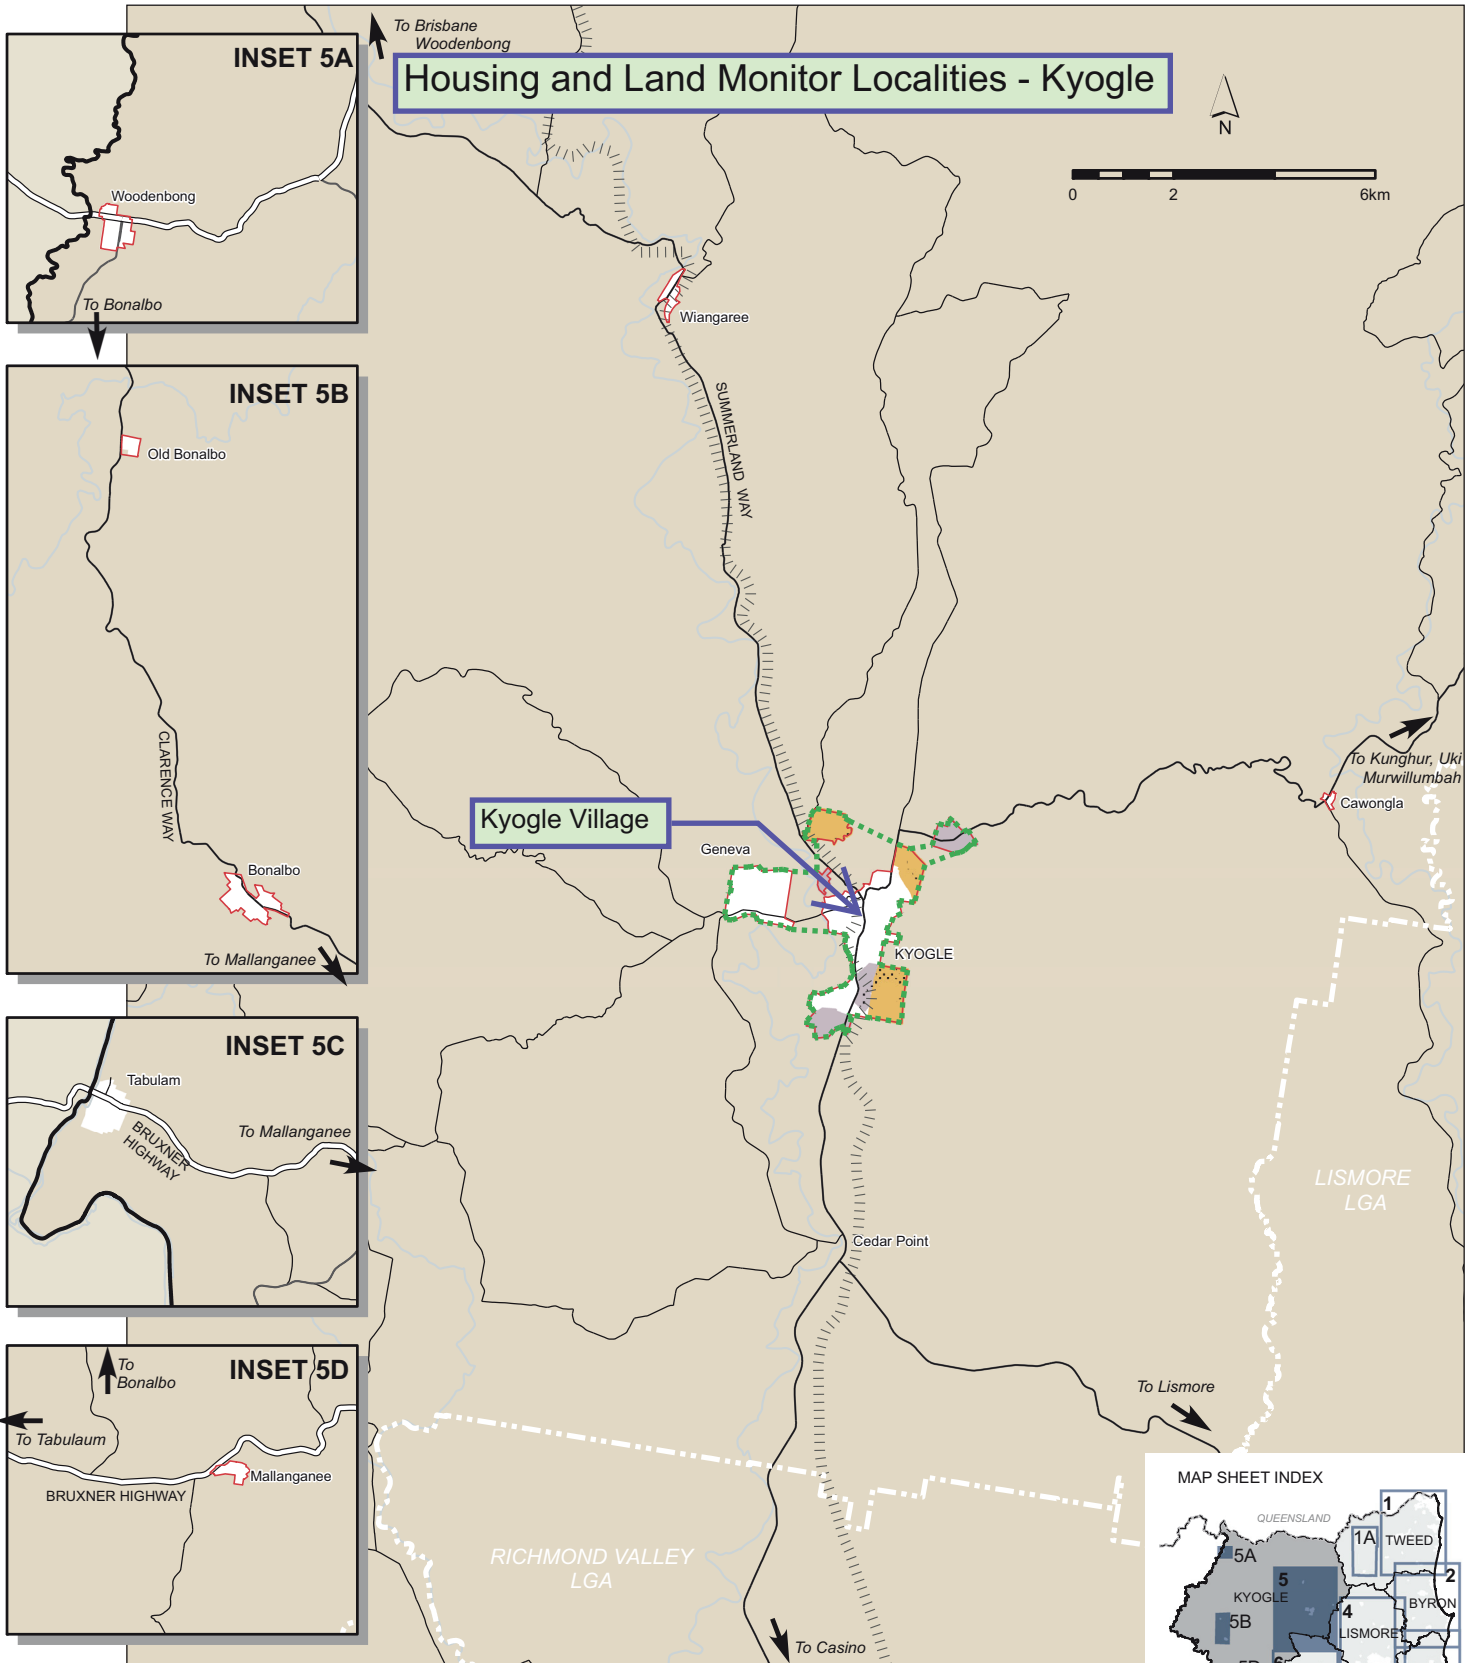 To Brisbane
Woodenbong
Housing and Land Monitor Localities - Kyogle
N
0 2 6km
INSET 5A
Woodenbong
To Bonalbo
Wiangaree
SUMMERLAND WAY
INSET 5B
Old Bonalbo
CLARENCE WAY
Bonalbo
To Mallanganee
To Kunghur, Uki
Murwillumbah
Cawongla
Kyogle Village
Geneva
KYOGLE
INSET 5C
Tabulam
BRUXNER
HIGHWAY
To Mallanganee
LISMORE
LGA
Cedar Point
INSET 5D
To
Bonalbo
To Tabulaum
Mallanganee
BRUXNER HIGHWAY
To Lismore
RICHMOND VALLEY
LGA
To Casino
MAP SHEET INDEX
QUEENSLAND
1
1A
TWEED
5A
5
2
KYOGLE
BYRON
4
5B
LISMORE
6